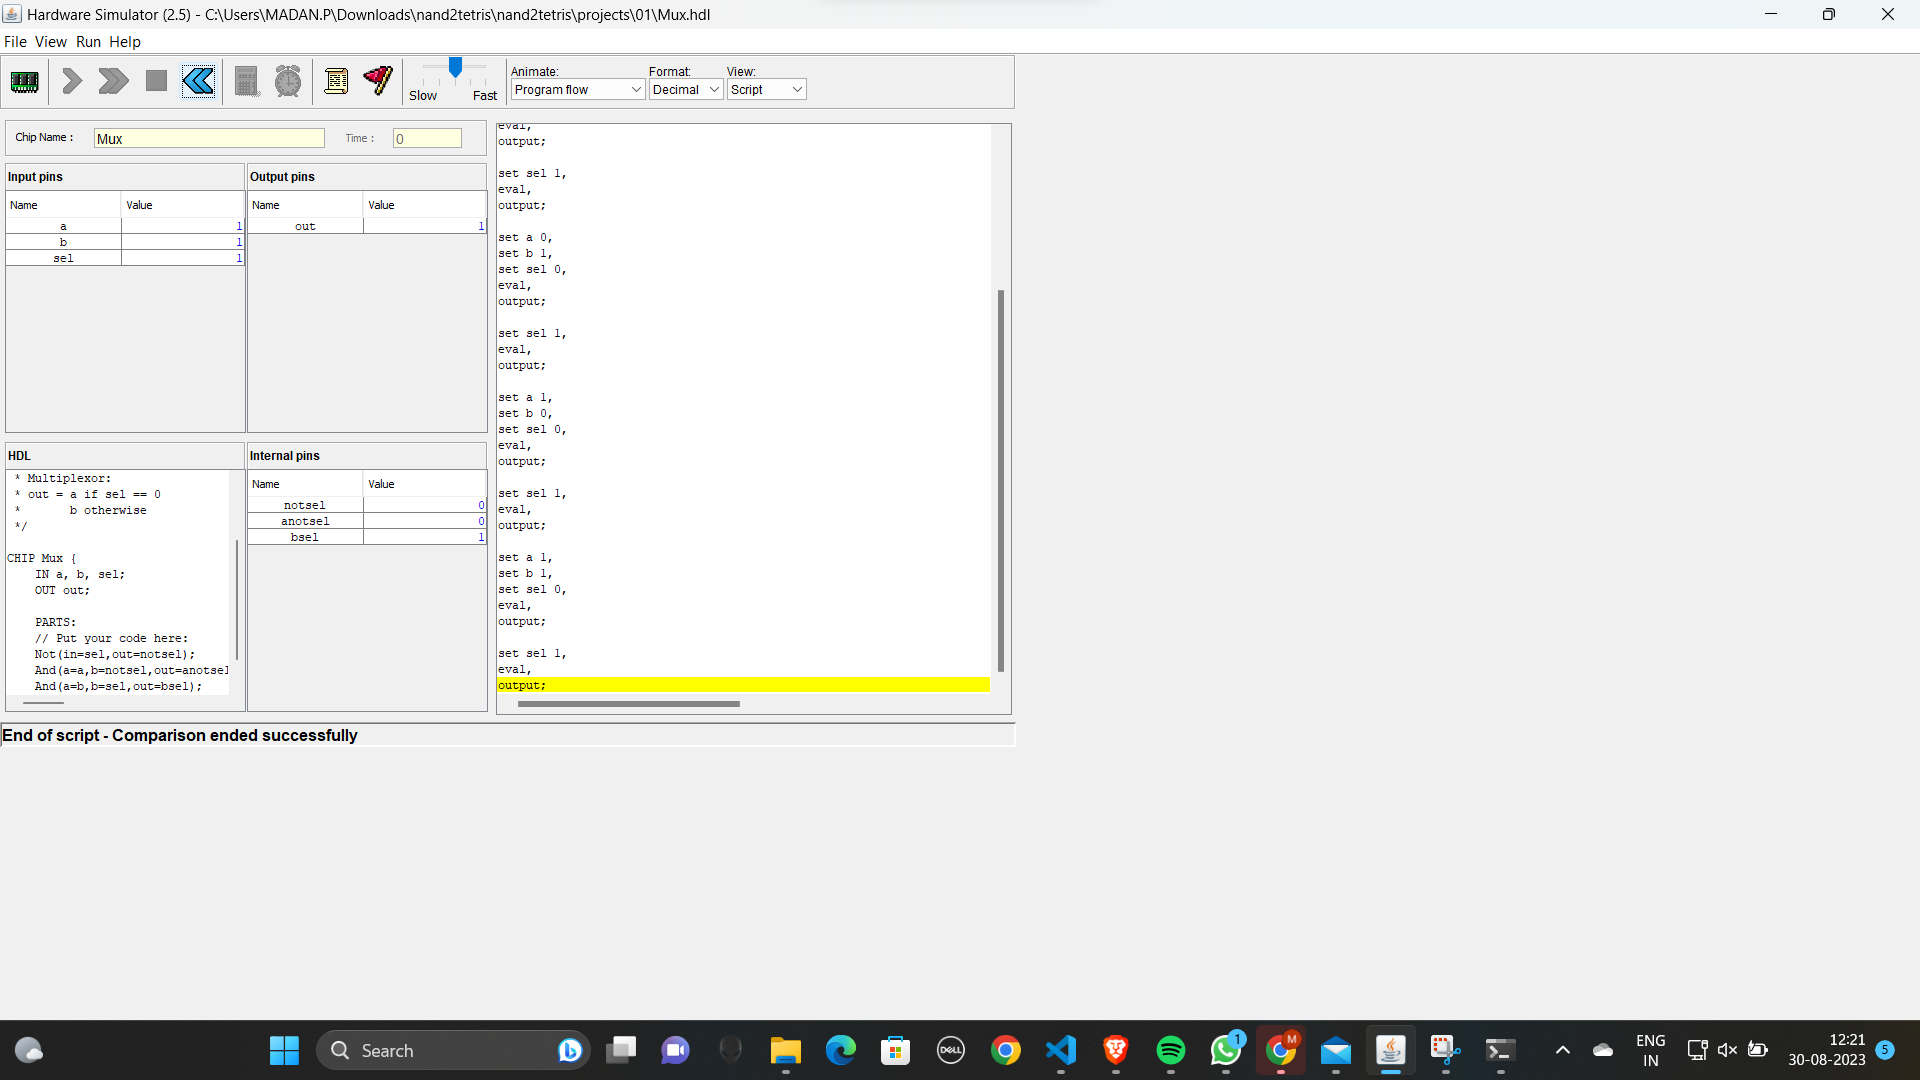 Hardware Simulator (2.5) - C:\Users\MADAN.P\Downloads\nand2tetris\nand2tetris\projects\01\Mux.hdl
File View Run Help
Slow Fast
Animate: Format: View:
Program flow Decimal Script
Chip Name : Mux Time : 0
Input pins
Name Value
a 1
b 1
sel 1
Output pins
Name Value
out 1
HDL
* Multiplexor:
* out = a if sel == 0
* b otherwise
*/
CHIP Mux {
IN a, b, sel;
OUT out;
PARTS:
// Put your code here:
Not(in=sel,out=notsel);
And(a=a,b=notsel,out=anotsel
And(a=b,b=sel,out=bsel);
Internal pins
Name Value
notsel 0
anotsel 0
bsel 1
eval,
output;
set sel 1,
eval,
output;
set a 0,
set b 1,
set sel 0,
eval,
output;
set sel 1,
eval,
output;
set a 1,
set b 0,
set sel 0,
eval,
output;
set sel 1,
eval,
output;
set a 1,
set b 1,
set sel 0,
eval,
output;
set sel 1,
eval,
output;
End of script - Comparison ended successfully
Search
DELL
1
M
ENG
IN
12:21
30-08-2023
5